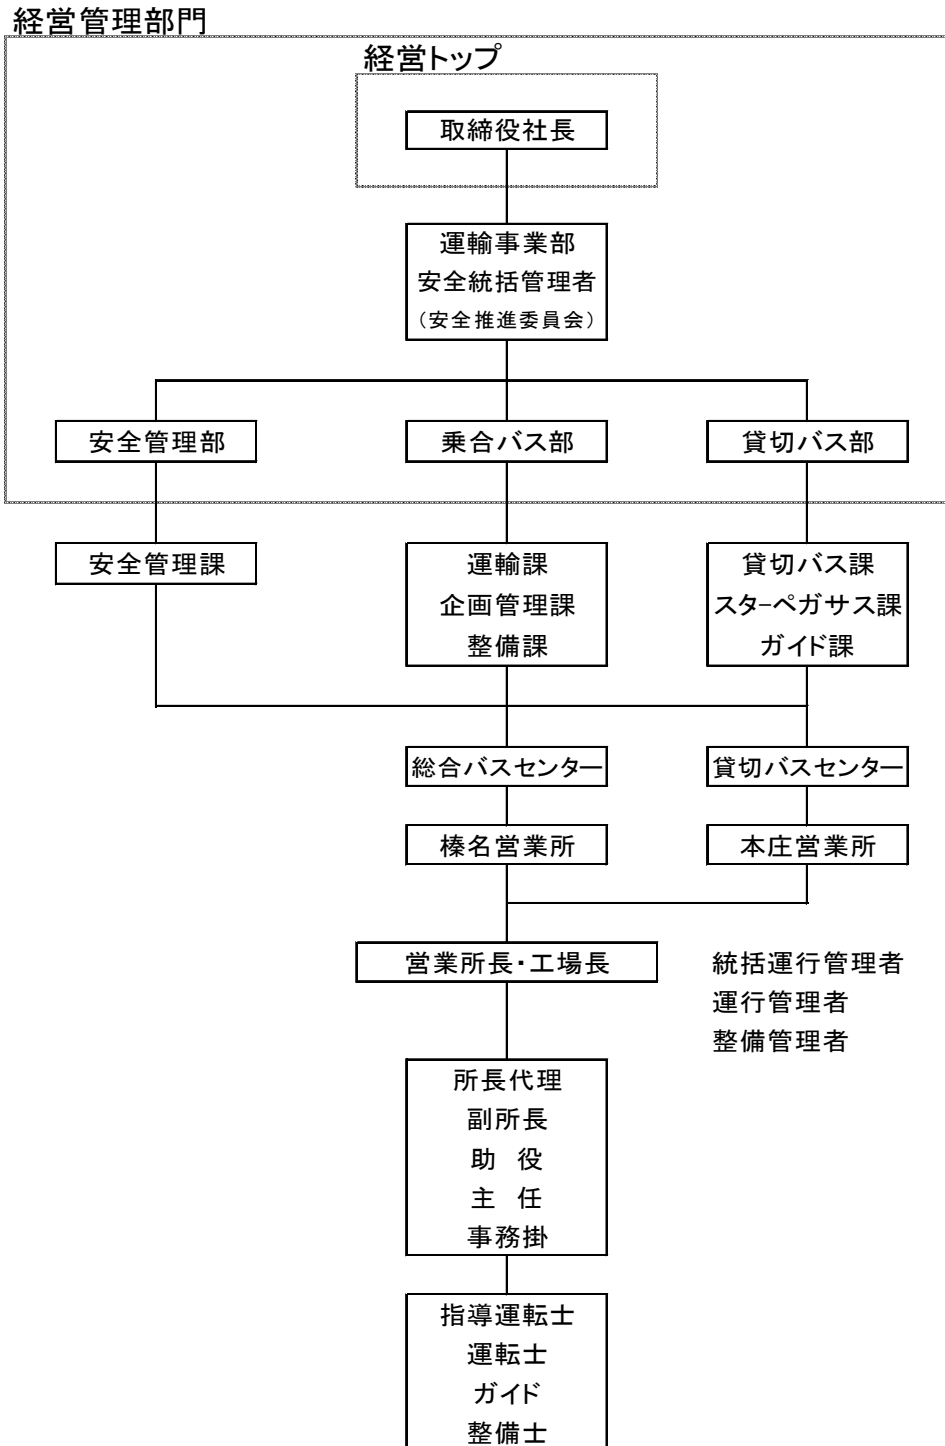 経営管理部門
経営トップ
取締役社長
運輸事業部
安全統括管理者
（安全推進委員会）
安全管理部
乗合バス部
貸切バス部
安全管理課
運輸課
企画管理課
整備課
貸切バス課
スタ−ペガサス課
ガイド課
総合バスセンター
貸切バスセンター
榛名営業所
本庄営業所
営業所長・工場長
統括運行管理者
運行管理者
整備管理者
所長代理
副所長
助　役
主　任
事務掛
指導運転士
運転士
ガイド
整備士